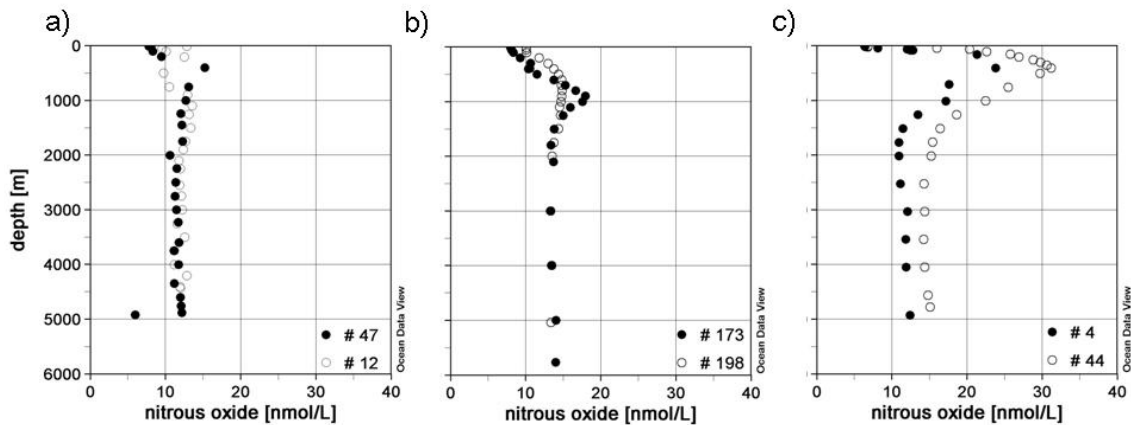 a)
b)
c)
0
1000
2000
3000
4000
5000
6000
depth [m]
0 10 20 30 40
nitrous oxide [nmol/L]
# 47
# 12
Ocean Data View
0 10 20 30 40
nitrous oxide [nmol/L]
# 173
# 198
Ocean Data View
0 10 20 30 40
nitrous oxide [nmol/L]
# 4
# 44
Ocean Data View